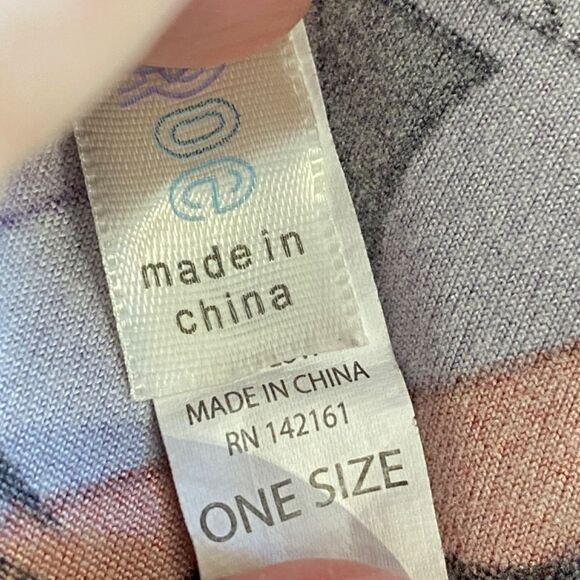 made in
china
MADE IN CHINA
RN 142161
ONE SIZE